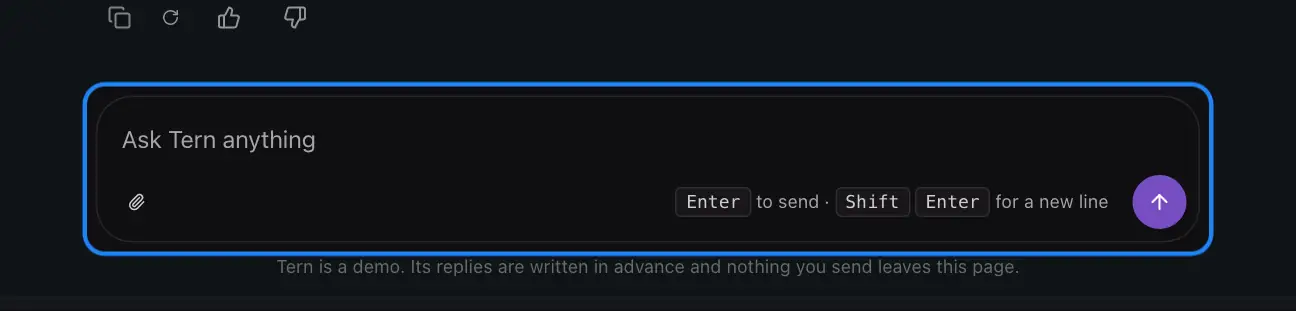 Ask Tern anything
Enter to send · Shift Enter for a new line
Tern is a demo. Its replies are written in advance and nothing you send leaves this page.